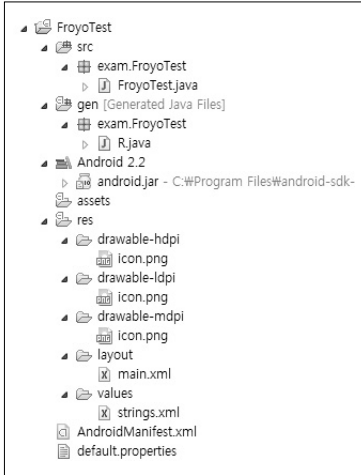 FroyoTest
src
exam.FroyoTest
FroyoTest.java
gen [Generated Java Files]
exam.FroyoTest
R.java
Android 2.2
android.jar - C:₩Program Files₩android-sdk-
assets
res
drawable-hdpi
icon.png
drawable-ldpi
icon.png
drawable-mdpi
icon.png
layout
main.xml
values
strings.xml
AndroidManifest.xml
default.properties